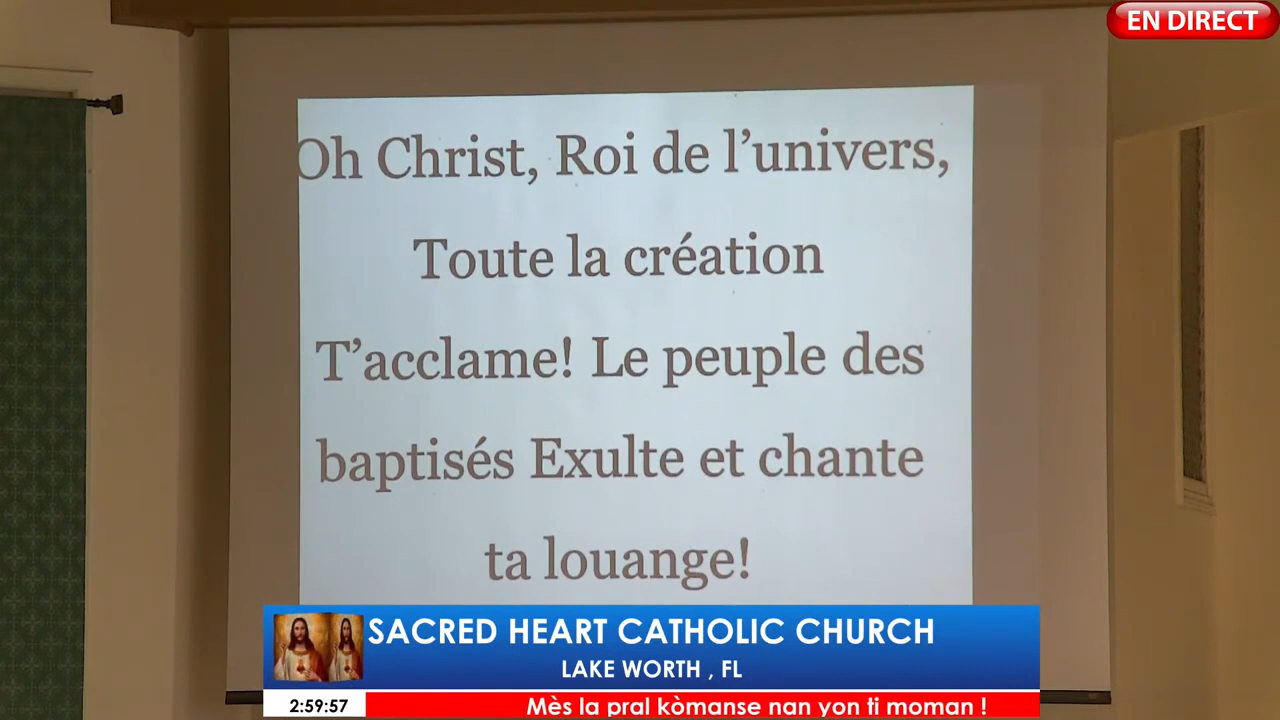 EN DIRECT
Oh Christ, Roi de l’univers,
Toute la création
T’acclame! Le peuple des
baptisés Exulte et chante
ta louange!
SACRED HEART CATHOLIC CHURCH
LAKE WORTH , FL
2:59:57 Mès la pral kòmanse nan yon ti moman !